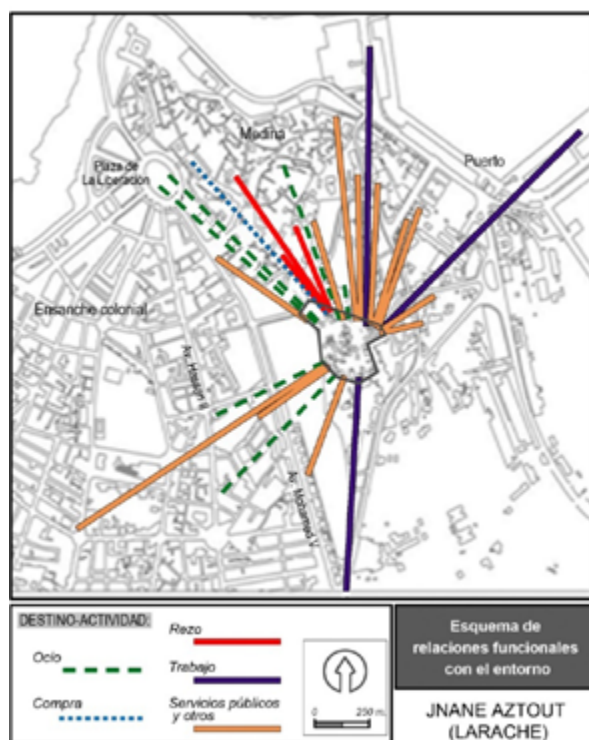 Medina
Puerto
Plaza de
La Liberación
Ensanche colonial
Av. Hassan II
Av. Mohamed V
DESTINO-ACTIVIDAD:
Ocio
Compra
Rezo
Trabajo
Servicios públicos
y otros
0 250 m.
Esquema de
relaciones funcionales
con el entorno
JNANE AZTOUT
(LARACHE)